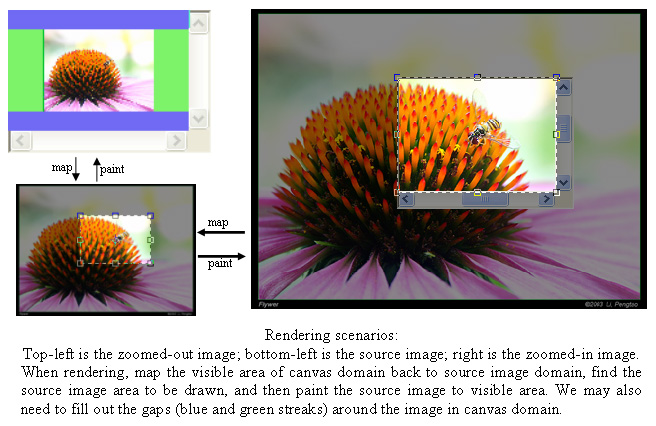 map
paint
map
paint
Flywer
©2003 Li, Pengtao
Rendering scenarios:
Top-left is the zoomed-out image; bottom-left is the source image; right is the zoomed-in image.
When rendering, map the visible area of canvas domain back to source image domain, find the
source image area to be drawn, and then paint the source image to visible area. We may also
need to fill out the gaps (blue and green streaks) around the image in canvas domain.